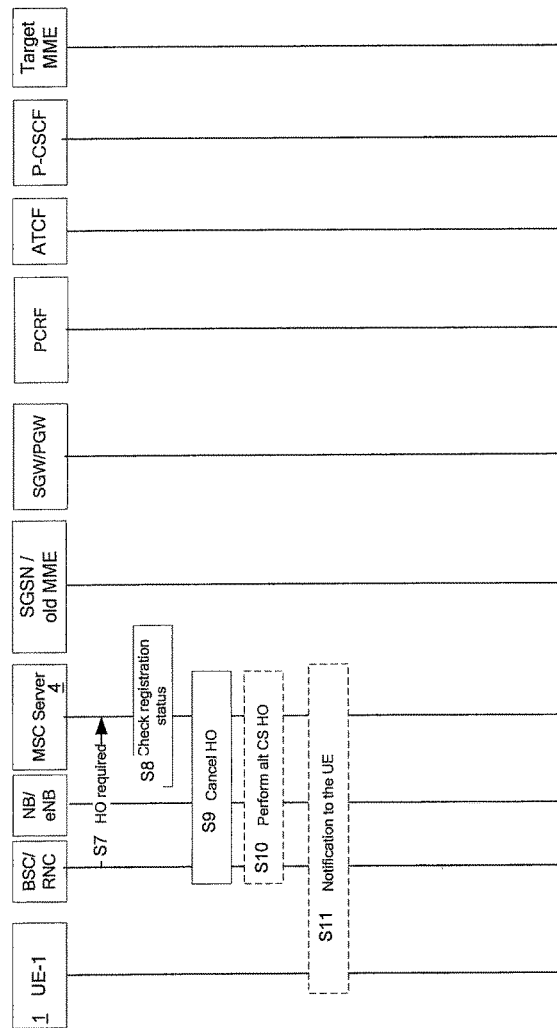 1 UE-1
BSC/
RNC
NB/
eNB
MSC Server
4
SGSN /
old MME
SGW/PGW
PCRF
ATCF
P-CSCF
Target
MME
S7 HO required
S8 Check registration
status
S9 Cancel HO
S10 Perform alt CS HO
S11 Notification to the UE